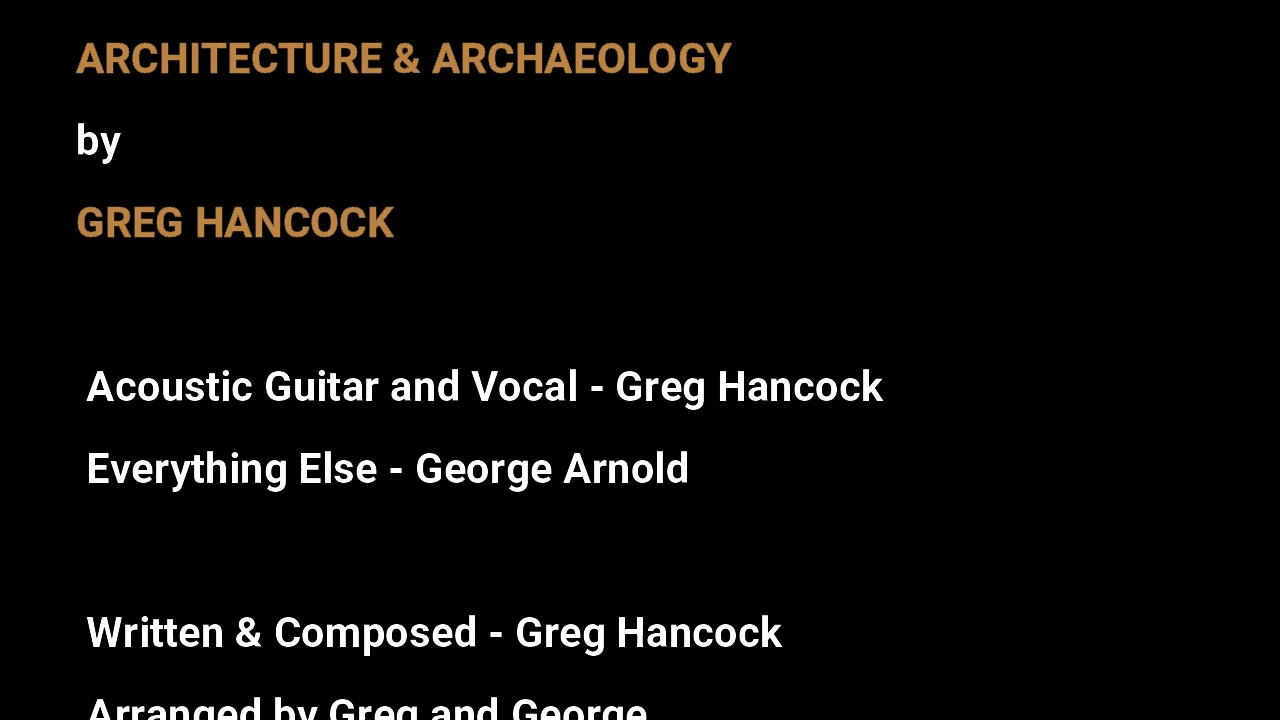 ARCHITECTURE & ARCHAEOLOGY
by
GREG HANCOCK
Acoustic Guitar and Vocal - Greg Hancock
Everything Else - George Arnold
Written & Composed - Greg Hancock
Arranged by Greg and George